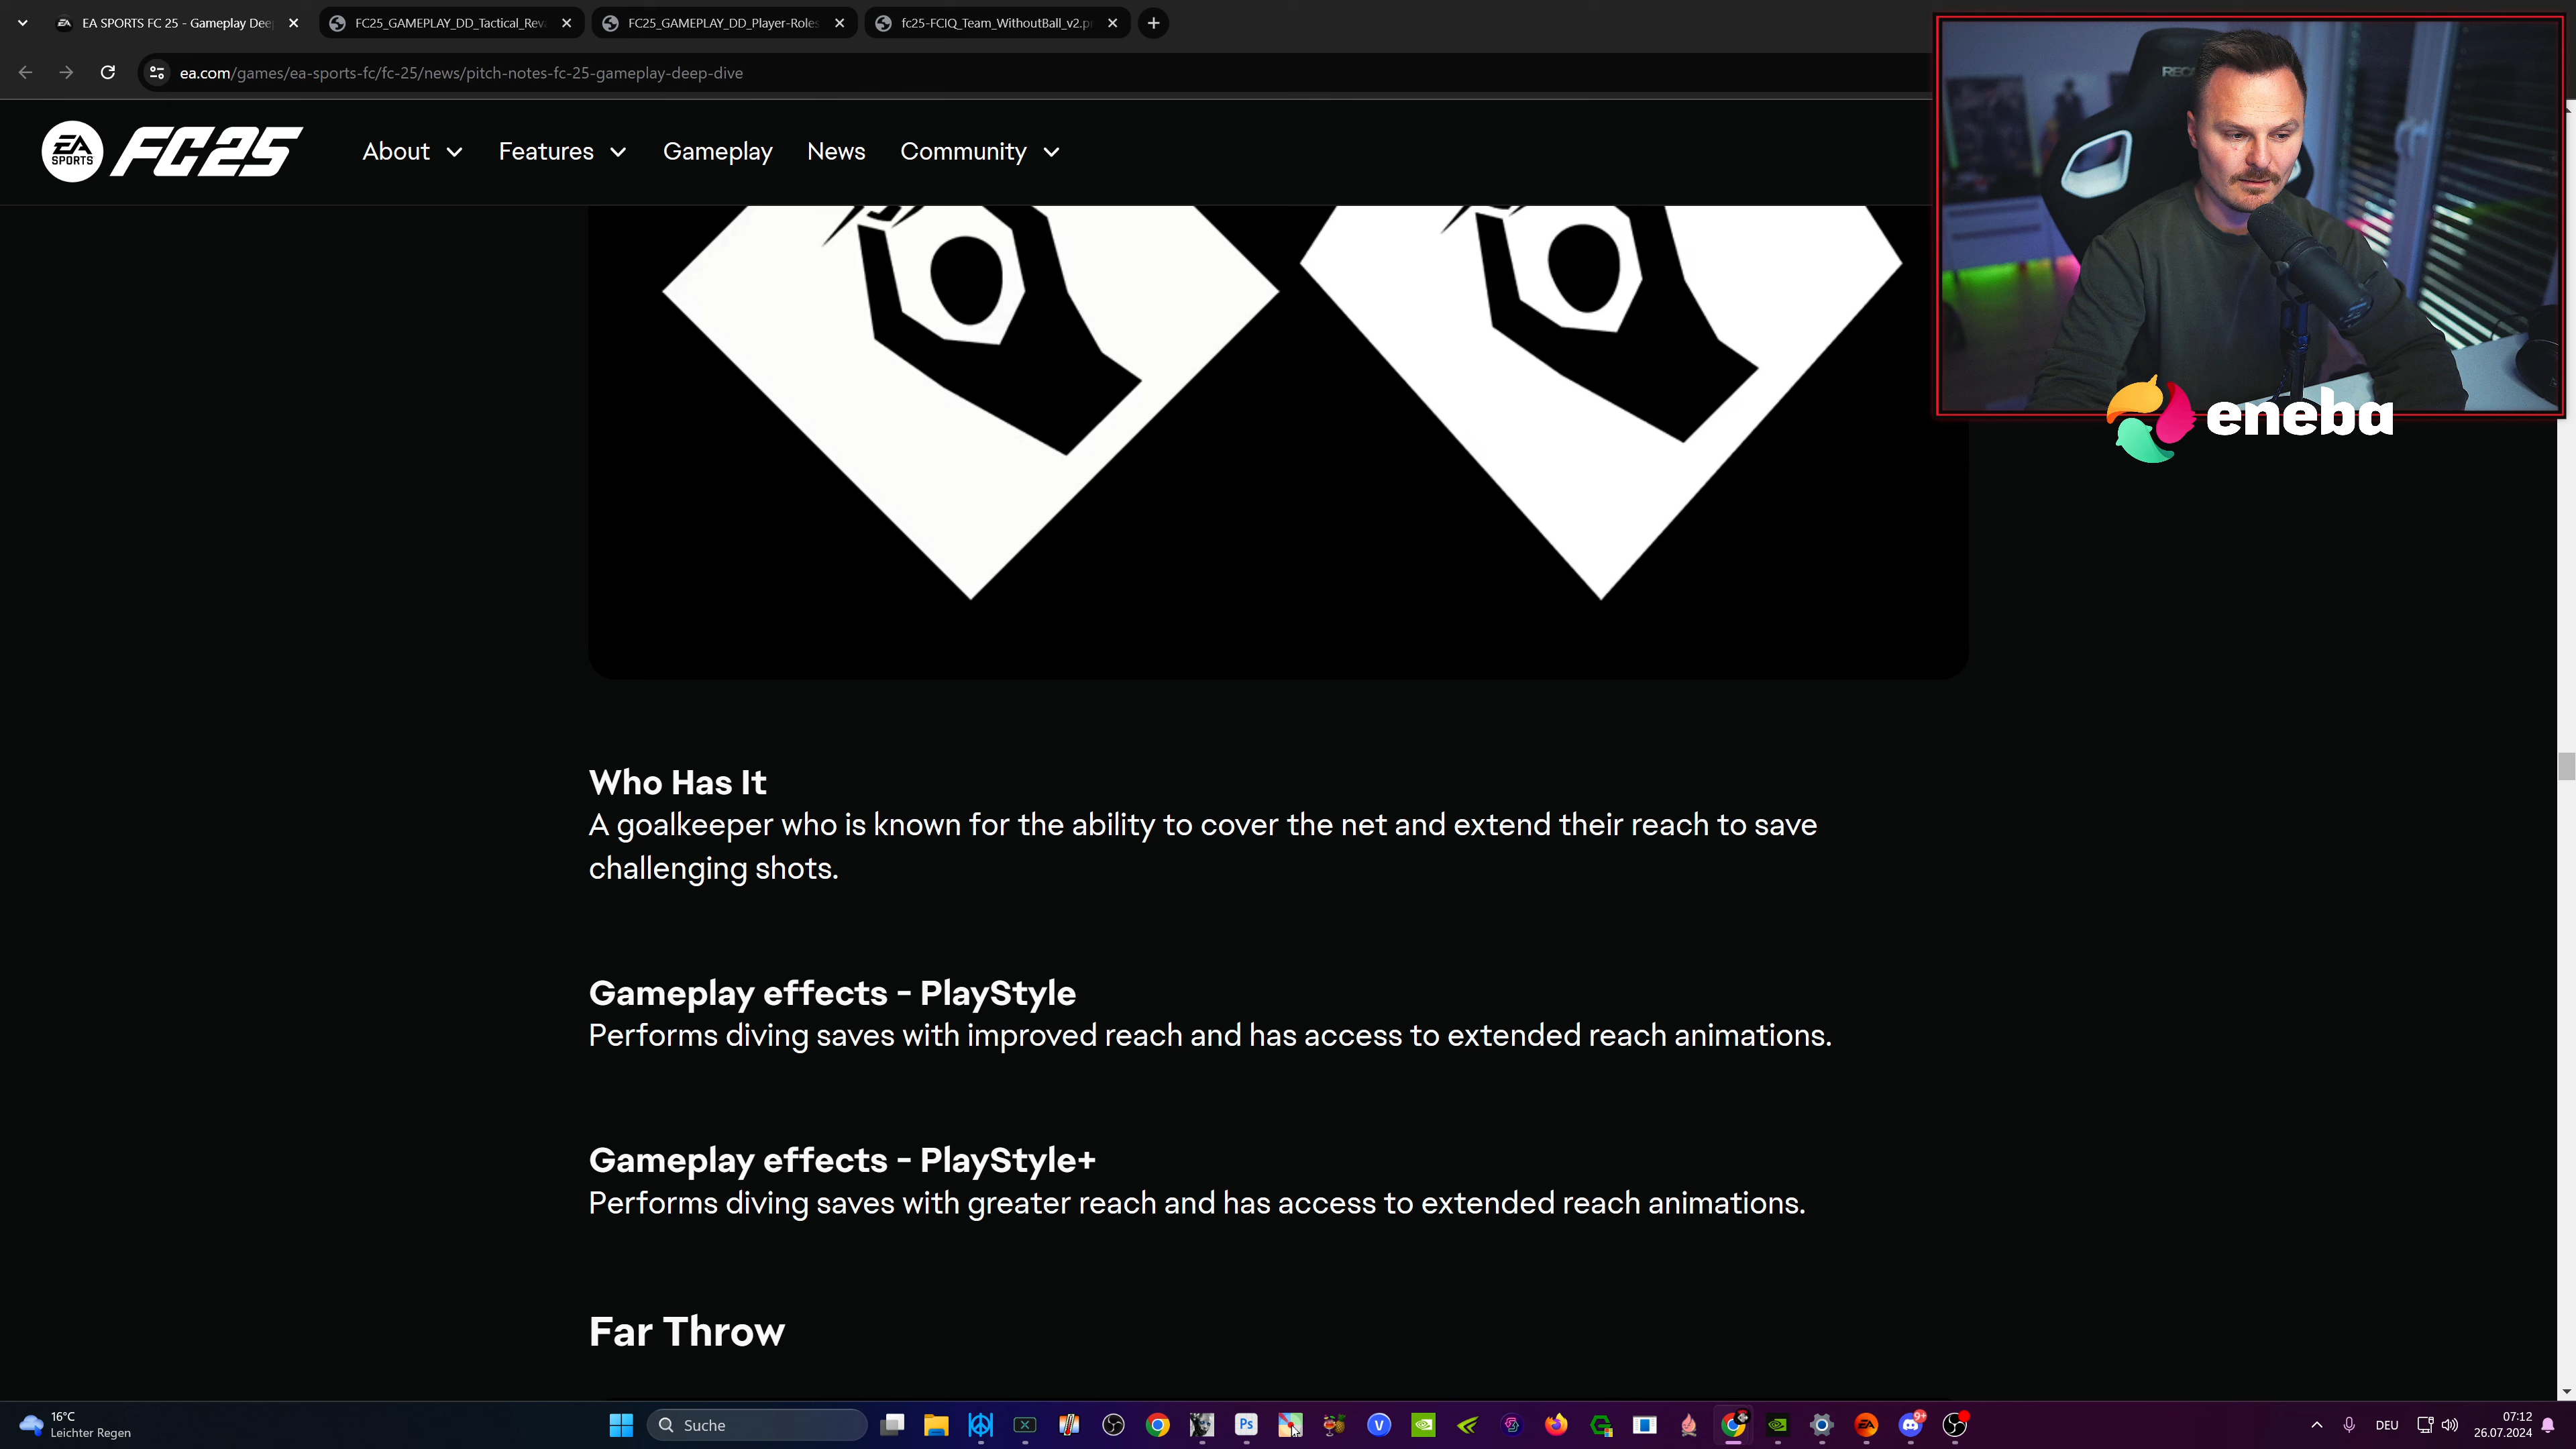 EA SPORTS FC 25 - Gameplay Dee
FC25_GAMEPLAY_DD_Tactical_Rev
FC25_GAMEPLAY_DD_Player-Roles
fc25-FCIQ_Team_WithoutBall_v2.p
ea.com/games/ea-sports-fc/fc-25/news/pitch-notes-fc-25-gameplay-deep-dive
EA SPORTS FC25
About
Features
Gameplay
News
Community
eneba
Who Has It
A goalkeeper who is known for the ability to cover the net and extend their reach to save
challenging shots.
Gameplay effects - PlayStyle
Performs diving saves with improved reach and has access to extended reach animations.
Gameplay effects - PlayStyle+
Performs diving saves with greater reach and has access to extended reach animations.
Far Throw
16°C
Leichter Regen
Suche
Ps
V
EA
9+
DEU
07:12
26.07.2024